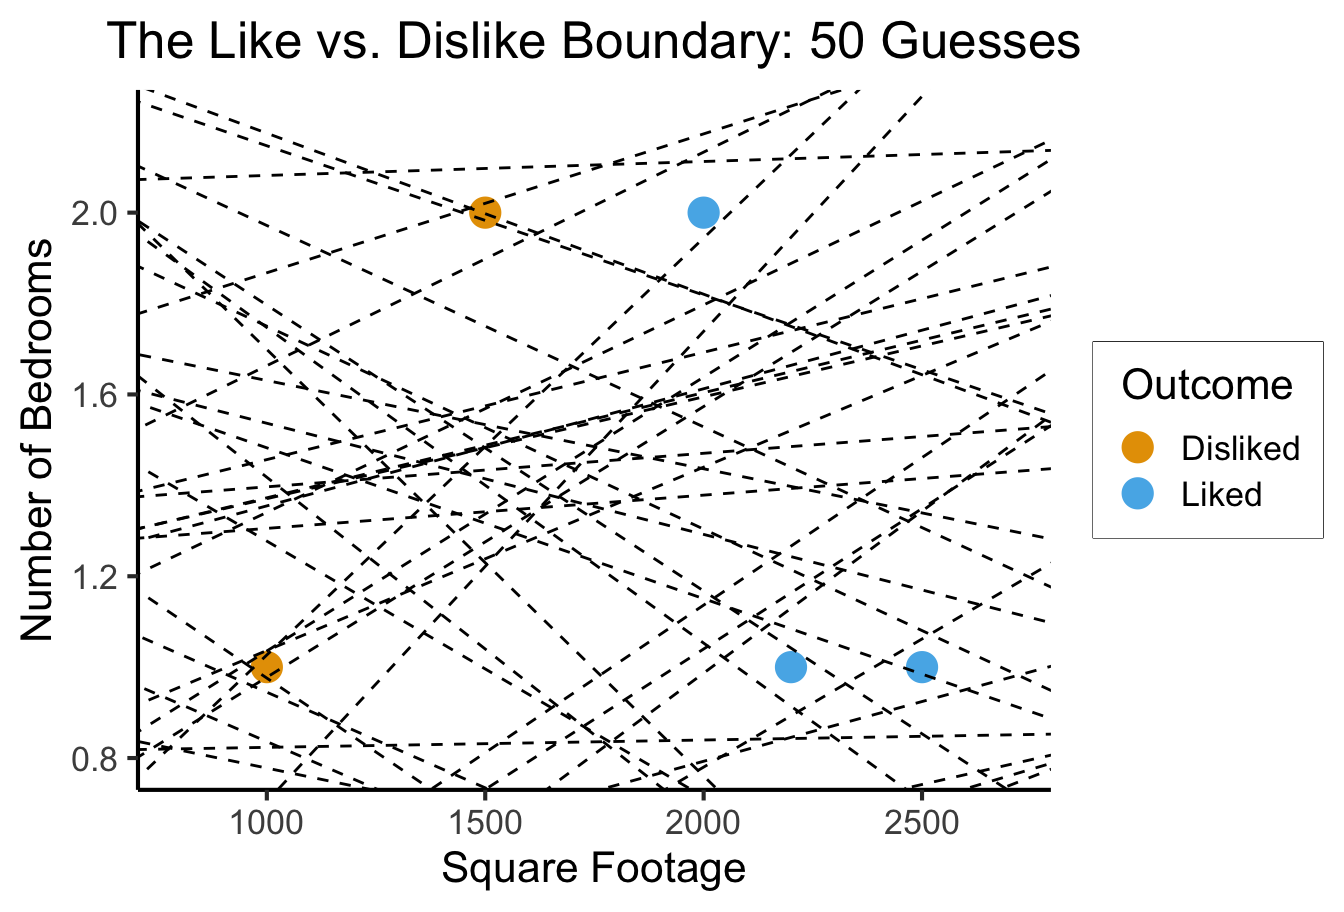 The Like vs. Dislike Boundary: 50 Guesses
Number of Bedrooms
2.0
1.6
1.2
0.8
1000 1500 2000 2500
Square Footage
Outcome
Disliked
Liked